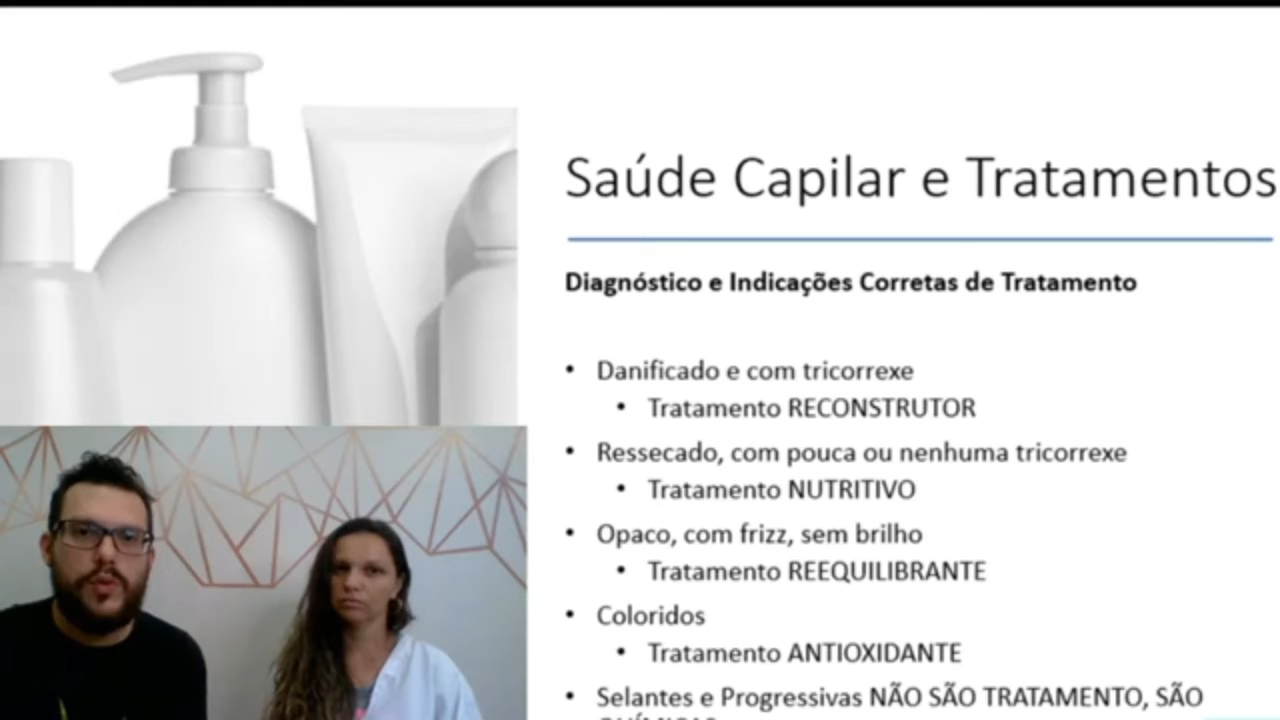 Saúde Capilar e Tratamentos
Diagnóstico e Indicações Corretas de Tratamento
• Danificado e com tricorrexe
• Tratamento RECONSTRUTOR
• Ressecado, com pouca ou nenhuma tricorrexe
• Tratamento NUTRITIVO
• Opaco, com frizz, sem brilho
• Tratamento REEQUILIBRANTE
• Coloridos
• Tratamento ANTIOXIDANTE
• Selantes e Progressivas NÃO SÃO TRATAMENTO, SÃO